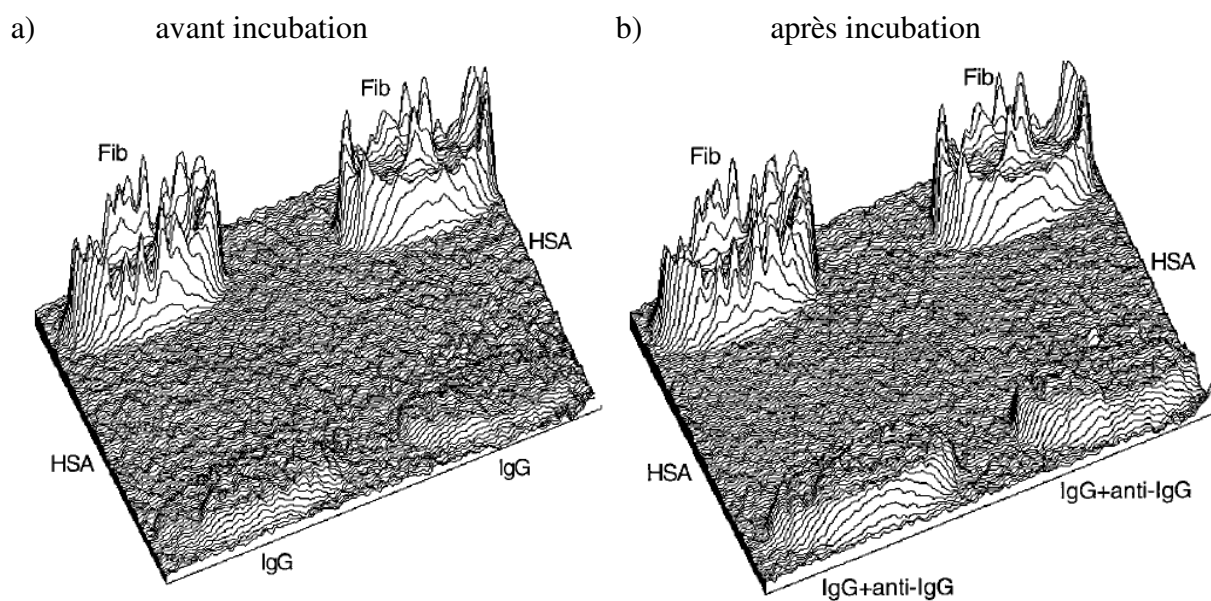 a) avant incubation
b) après incubation
Fib
Fib
HSA
HSA
IgG
IgG
Fib
Fib
HSA
HSA
IgG+anti-IgG
IgG+anti-IgG